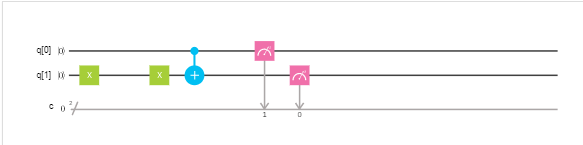 q[0] |0⟩
X X
q[1] |0⟩
2
c 0
1 0